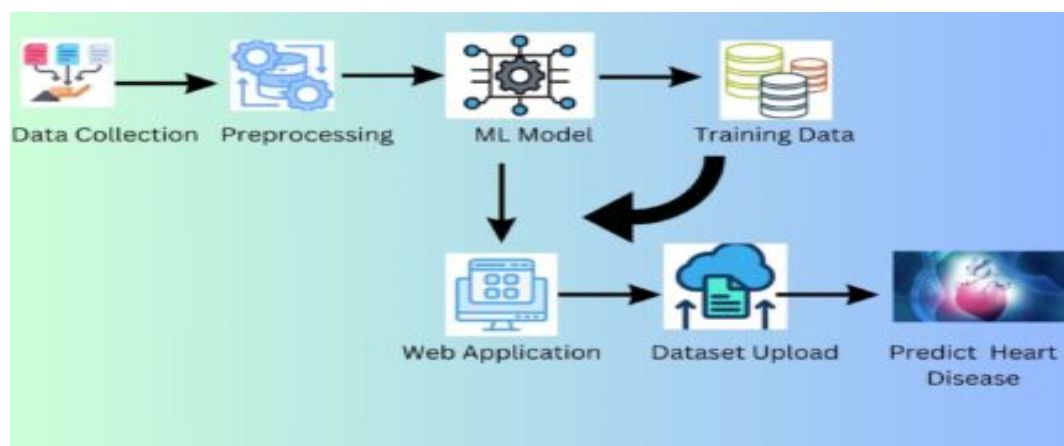 Data Collection
Preprocessing
ML Model
Training Data
Web Application
Dataset Upload
Predict Heart
Disease